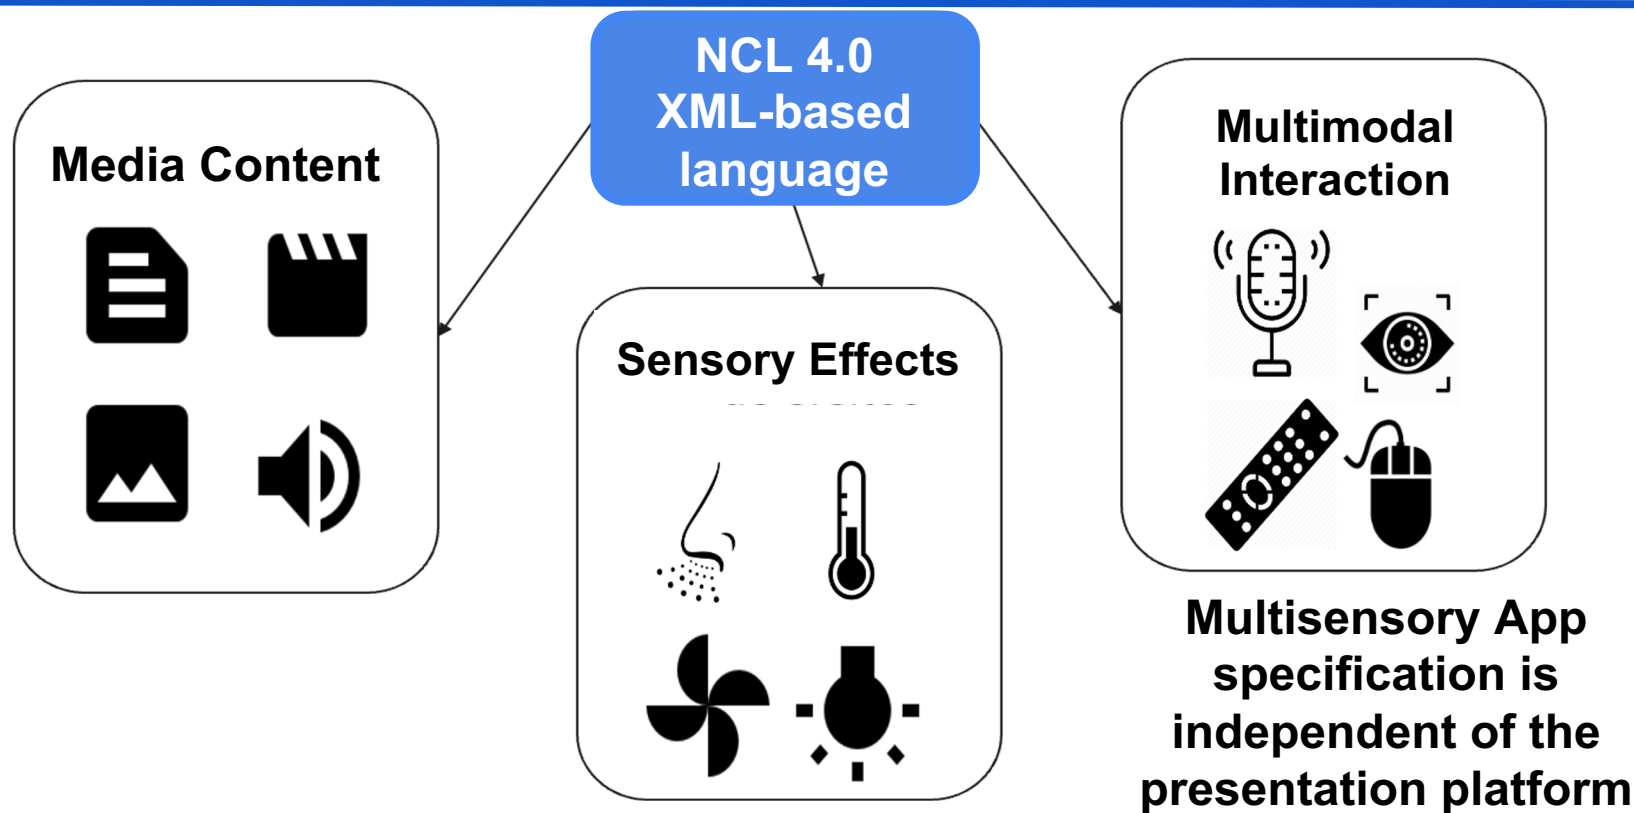 NCL 4.0
XML-based
language
Media Content
Sensory Effects
Multimodal
Interaction
Multisensory App
specification is
independent of the
presentation platform